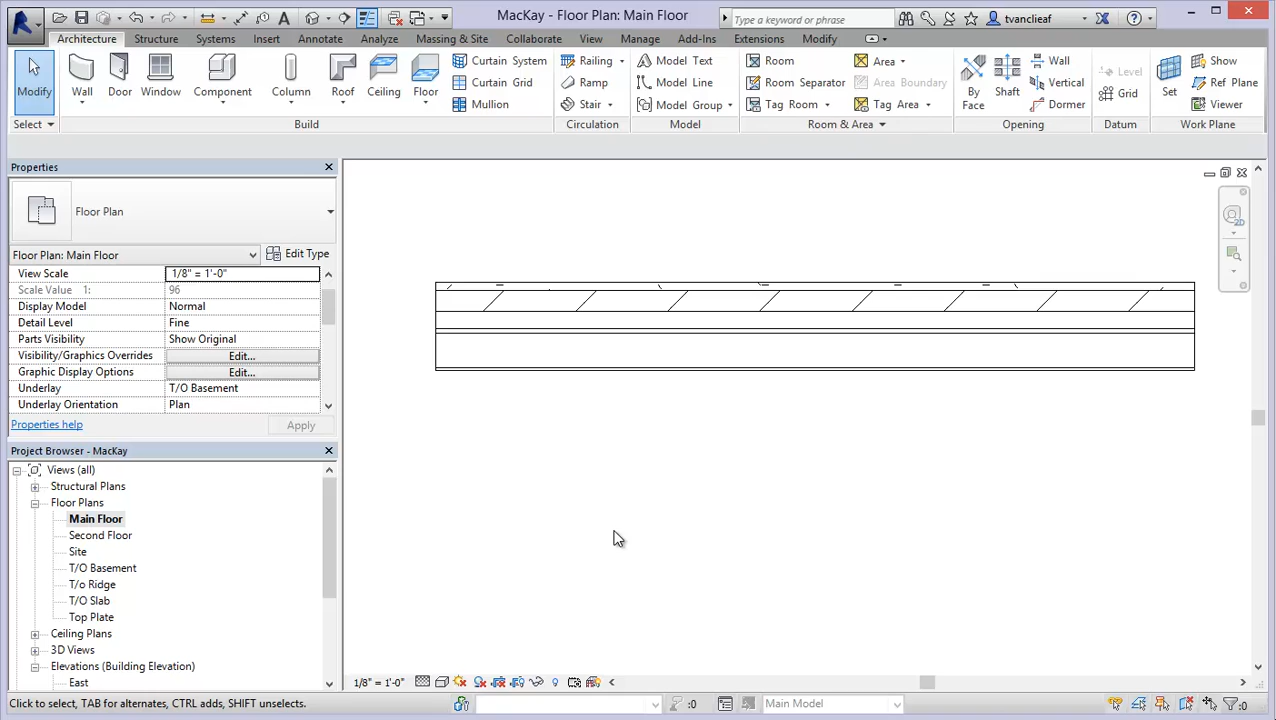 MacKay - Floor Plan: Main Floor
Type a keyword or phrase
tvanclieaf
Architecture Structure Systems Insert Annotate Analyze Massing & Site Collaborate View Manage Add-Ins Extensions Modify
Modify
Wall
Door
Window
Component
Column
Roof
Ceiling
Floor
Curtain System
Curtain Grid
Mullion
Railing
Ramp
Stair
Model Text
Model Line
Model Group
Room
Room Separator
Tag Room
Area
Area Boundary
Tag Area
By Face
Shaft
Wall
Vertical
Dormer
Level
Grid
Set
Show
Ref Plane
Viewer
Select Build Circulation Model Room & Area Opening Datum Work Plane
Properties
Floor Plan
Floor Plan: Main Floor Edit Type
View Scale 1/8" = 1'-0"
Scale Value 1: 96
Display Model Normal
Detail Level Fine
Parts Visibility Show Original
Visibility/Graphics Overrides Edit...
Graphic Display Options Edit...
Underlay T/O Basement
Underlay Orientation Plan
Properties help Apply
Project Browser - MacKay
Views (all)
Structural Plans
Floor Plans
Main Floor
Second Floor
Site
T/O Basement
T/o Ridge
T/O Slab
Top Plate
Ceiling Plans
3D Views
Elevations (Building Elevation)
East
2D
1/8" = 1'-0"
Click to select, TAB for alternates, CTRL adds, SHIFT unselects.
:0
Main Model
:0